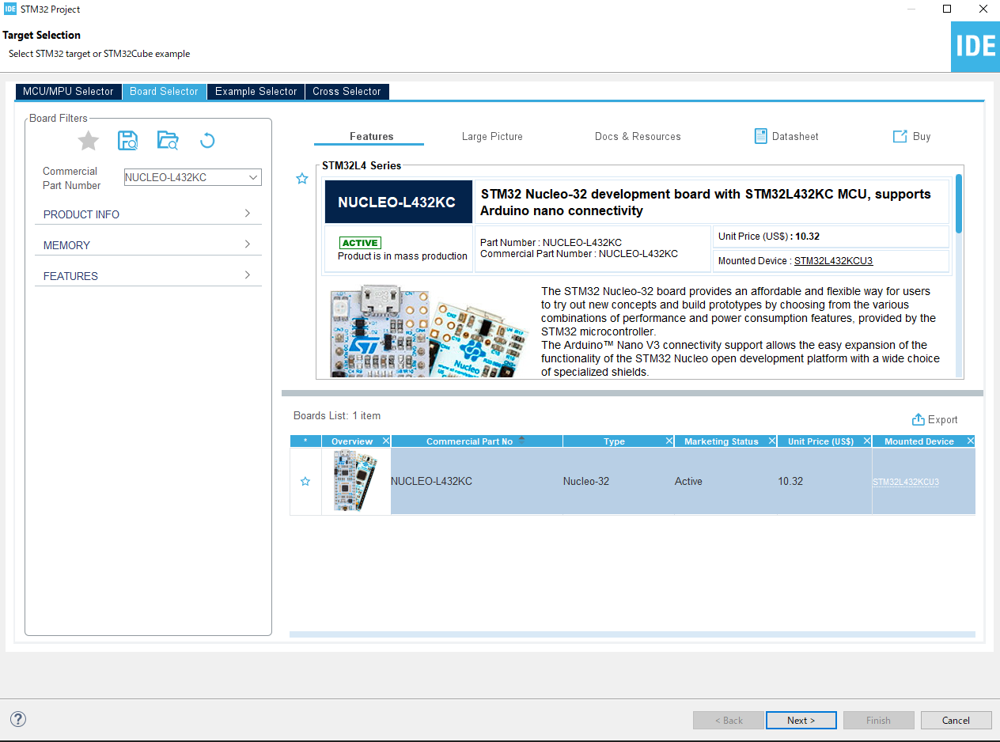 IDE STM32 Project
Target Selection
Select STM32 target or STM32Cube example
IDE
MCU/MPU Selector Board Selector Example Selector Cross Selector
Board Filters
Commercial
Part Number
NUCLEO-L432KC
PRODUCT INFO
MEMORY
FEATURES
Features Large Picture Docs & Resources Datasheet Buy
STM32L4 Series
NUCLEO-L432KC
STM32 Nucleo-32 development board with STM32L432KC MCU, supports
Arduino nano connectivity
ACTIVE
Product is in mass production
Part Number : NUCLEO-L432KC
Commercial Part Number : NUCLEO-L432KC
Unit Price (US$) : 10.32
Mounted Device : STM32L432KCU3
ST
Nucleo
The STM32 Nucleo-32 board provides an affordable and flexible way for users
to try out new concepts and build prototypes by choosing from the various
combinations of performance and power consumption features, provided by the
STM32 microcontroller.
The Arduino™ Nano V3 connectivity support allows the easy expansion of the
functionality of the STM32 Nucleo open development platform with a wide choice
of specialized shields.
Boards List: 1 item
Export
* Overview Commercial Part No Type Marketing Status Unit Price (US$) Mounted Device
NUCLEO-L432KC Nucleo-32 Active 10.32 STM32L432KCU3
? < Back Next > Finish Cancel